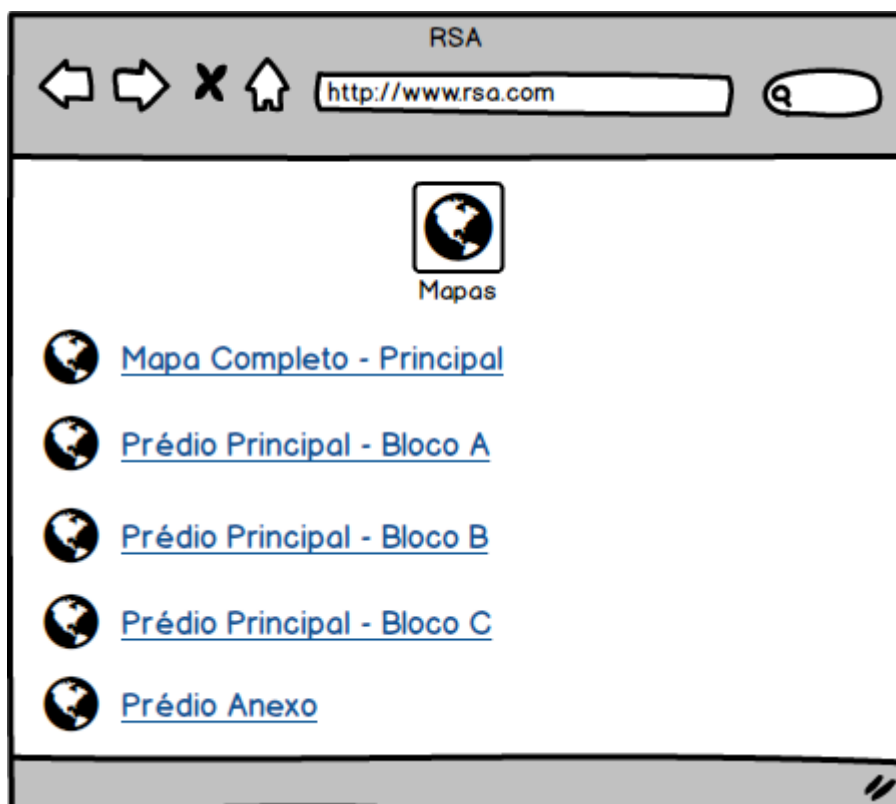 RSA
http://www.rsa.com
Mapas
Mapa Completo - Principal
Prédio Principal - Bloco A
Prédio Principal - Bloco B
Prédio Principal - Bloco C
Prédio Anexo